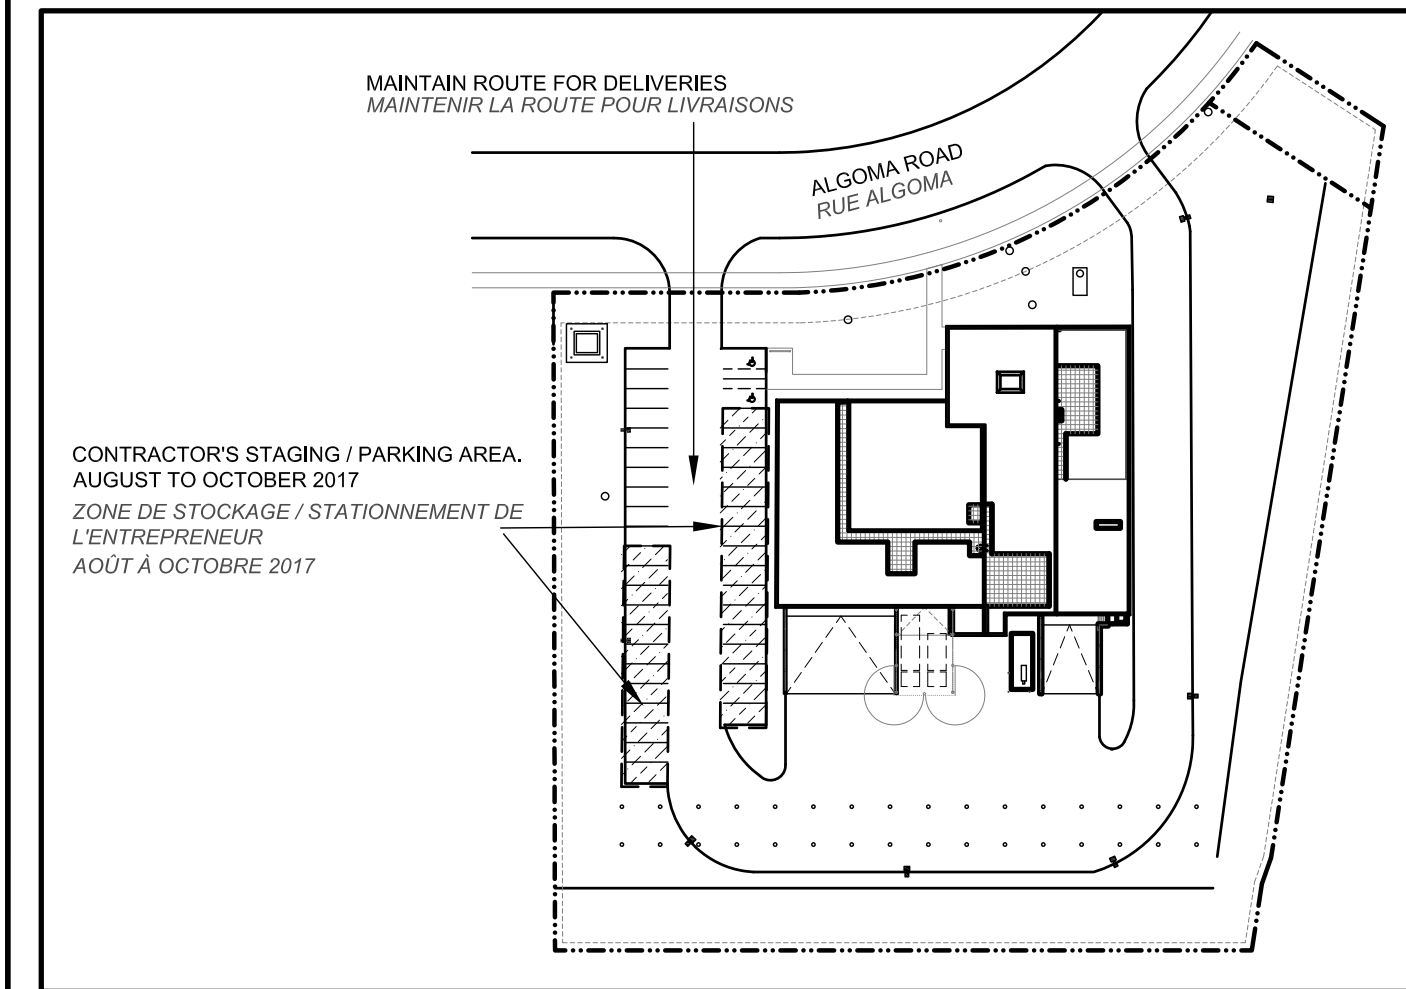 MAINTAIN ROUTE FOR DELIVERIES
MAINTENIR LA ROUTE POUR LIVRAISONS
ALGOMA ROAD
RUE ALGOMA
CONTRACTOR'S STAGING / PARKING AREA.
AUGUST TO OCTOBER 2017
ZONE DE STOCKAGE / STATIONNEMENT DE
L'ENTREPRENEUR
AOÛT À OCTOBRE 2017